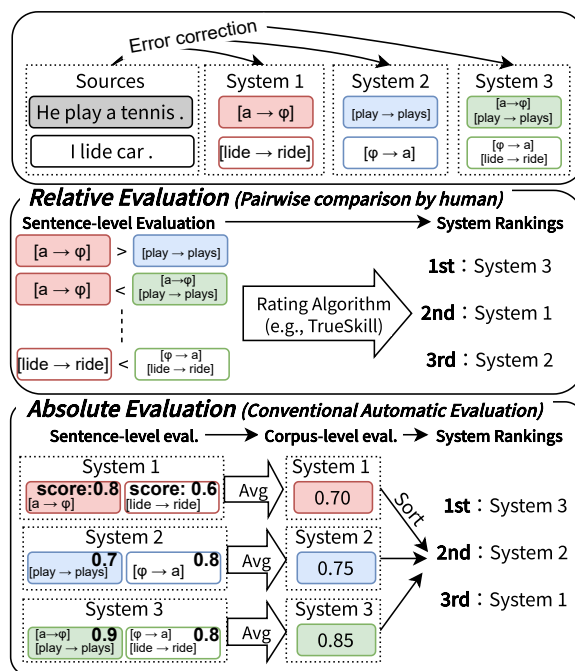 Error correction
Sources
System 1
System 2
System 3
He play a tennis .
[a → φ]
[play → plays]
[a→φ]
[play → plays]
I lide car .
[lide → ride]
[φ → a]
[φ → a]
[lide → ride]
Relative Evaluation (Pairwise comparison by human)
Sentence-level Evaluation
System Rankings
[a → φ] > [play → plays]
[a → φ] < [a→φ]
[play → plays]
[lide → ride] < [φ → a]
[lide → ride]
Rating Algorithm
(e.g., TrueSkill)
1st : System 3
2nd : System 1
3rd : System 2
Absolute Evaluation (Conventional Automatic Evaluation)
Sentence-level eval.
Corpus-level eval.
System Rankings
System 1
score:0.8
[a → φ]
score: 0.6
[lide → ride]
Avg
System 1
0.70
System 2
0.7
[play → plays]
0.8
[φ → a]
Avg
System 2
0.75
System 3
0.9
[a→φ]
[play → plays]
0.8
[φ → a]
[lide → ride]
Avg
System 3
0.85
Sort
1st : System 3
2nd : System 2
3rd : System 1